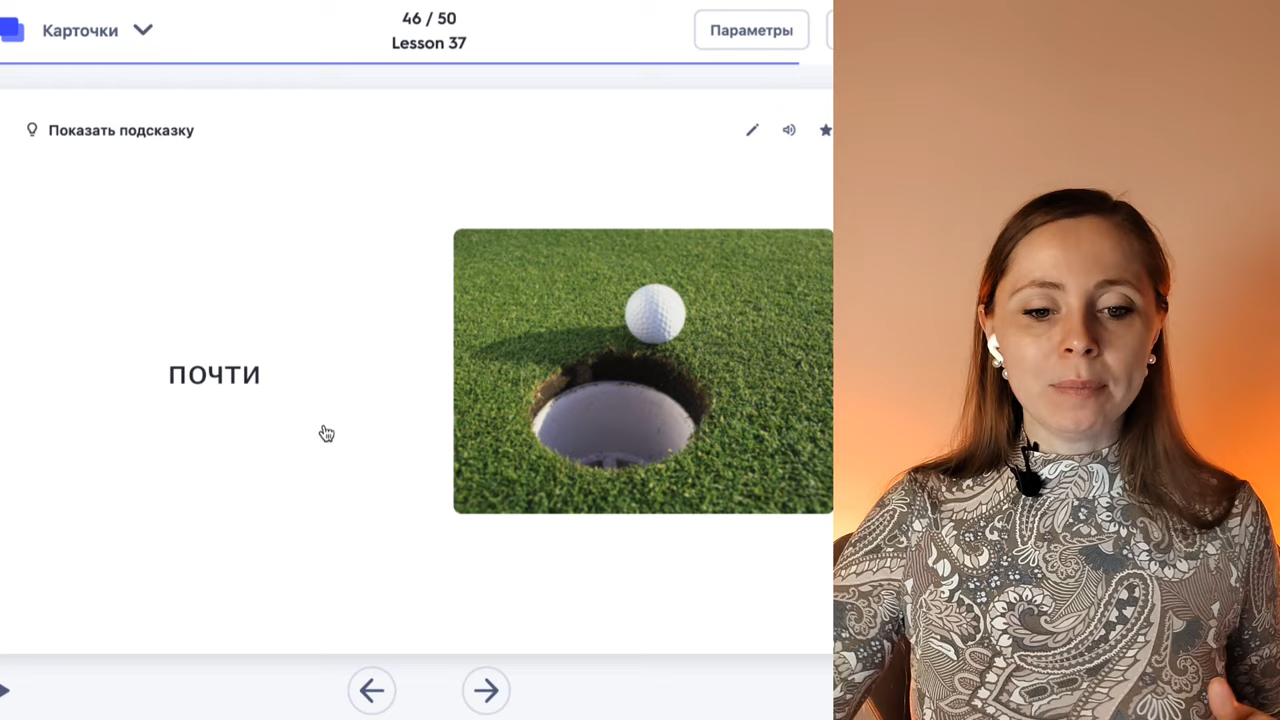 Карточки
46 / 50
Lesson 37
Параметры
Показать подсказку
почти